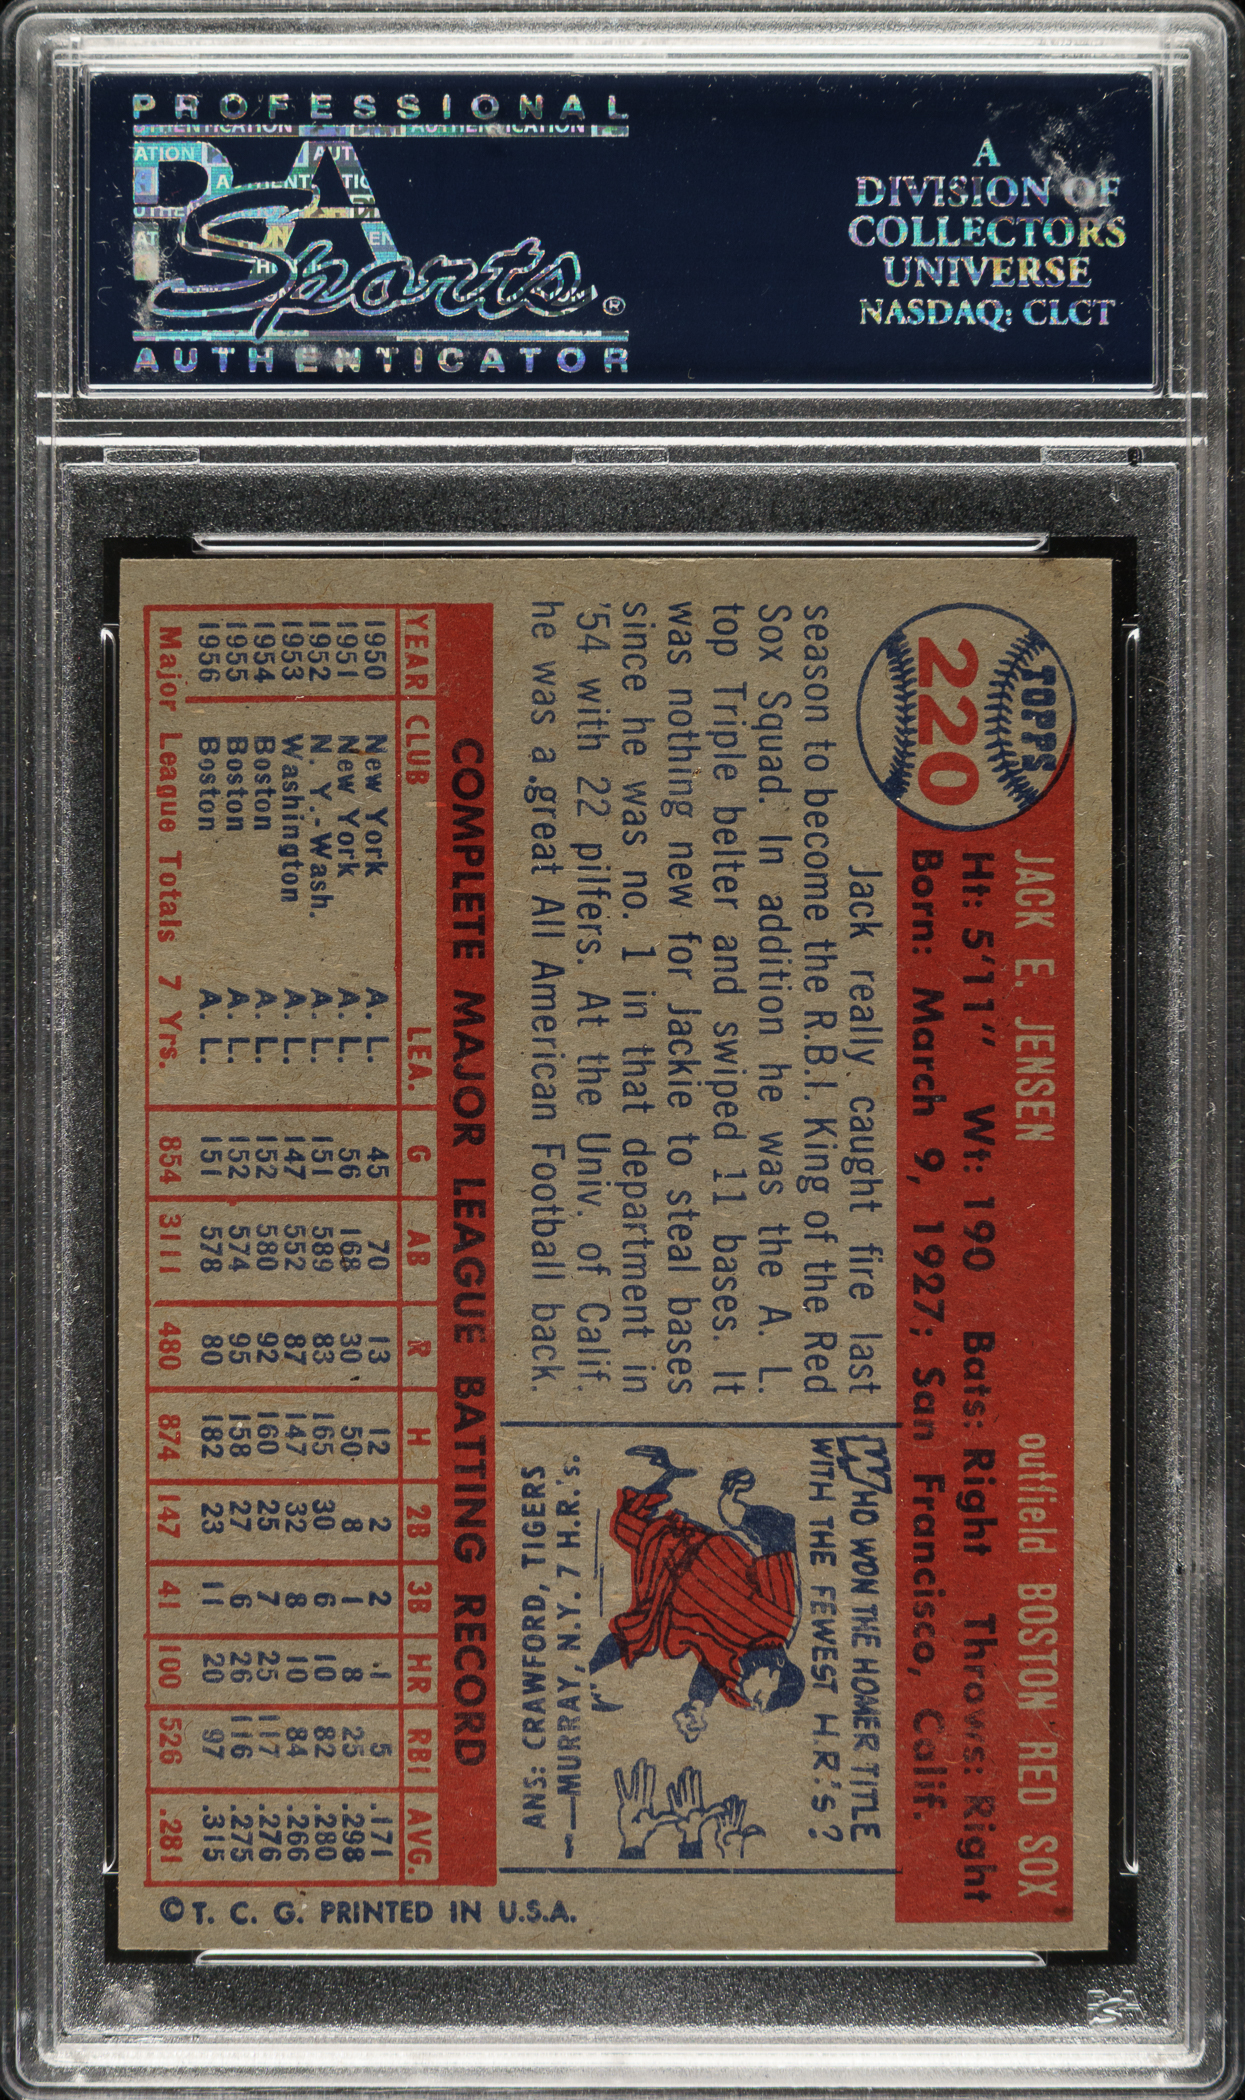 PROFESSIONAL
PSA
Sports®
AUTHENTICATOR
A
DIVISION OF
COLLECTORS
UNIVERSE
NASDAQ: CLCT
TOPPS
220
JACK E. JENSEN outfield BOSTON RED SOX
Ht: 5'11" Wt: 190 Bats: Right Throws: Right
Born: March 9, 1927; San Francisco, Calif.
Jack really caught fire last
season to become the R.B.I. King of the Red
Sox Squad. In addition he was the A. L.
top Triple belter and swiped 11 bases. It
was nothing new for Jackie to steal bases
since he was no. 1 in that department in
'54 with 22 pilfers. At the Univ. of Calif.
he was a great All American Football back.
WHO WON THE HOMER TITLE
WITH THE FEWEST H.R.'s?
ANS: CRAWFORD, TIGERS
—MURRAY, N.Y. 7 H.R.'s.
COMPLETE MAJOR LEAGUE BATTING RECORD
YEAR CLUB LEA. G AB R H 2B 3B HR RBI AVG.
1950 New York A. L. 45 70 13 12 2 2 1 5 .171
1951 New York A. L. 56 168 30 50 8 1 8 25 .298
1952 N. Y.-Wash. A. L. 151 589 83 165 30 6 10 82 .280
1953 Washington A. L. 147 552 87 147 32 8 10 84 .266
1954 Boston A. L. 152 580 92 160 25 7 25 117 .276
1955 Boston A. L. 152 574 95 158 27 6 26 116 .275
1956 Boston A. L. 151 578 80 182 23 11 20 97 .315
Major League Totals 7 Yrs. 854 3111 480 874 147 41 100 526 .281
© T. C. G. PRINTED IN U.S.A.